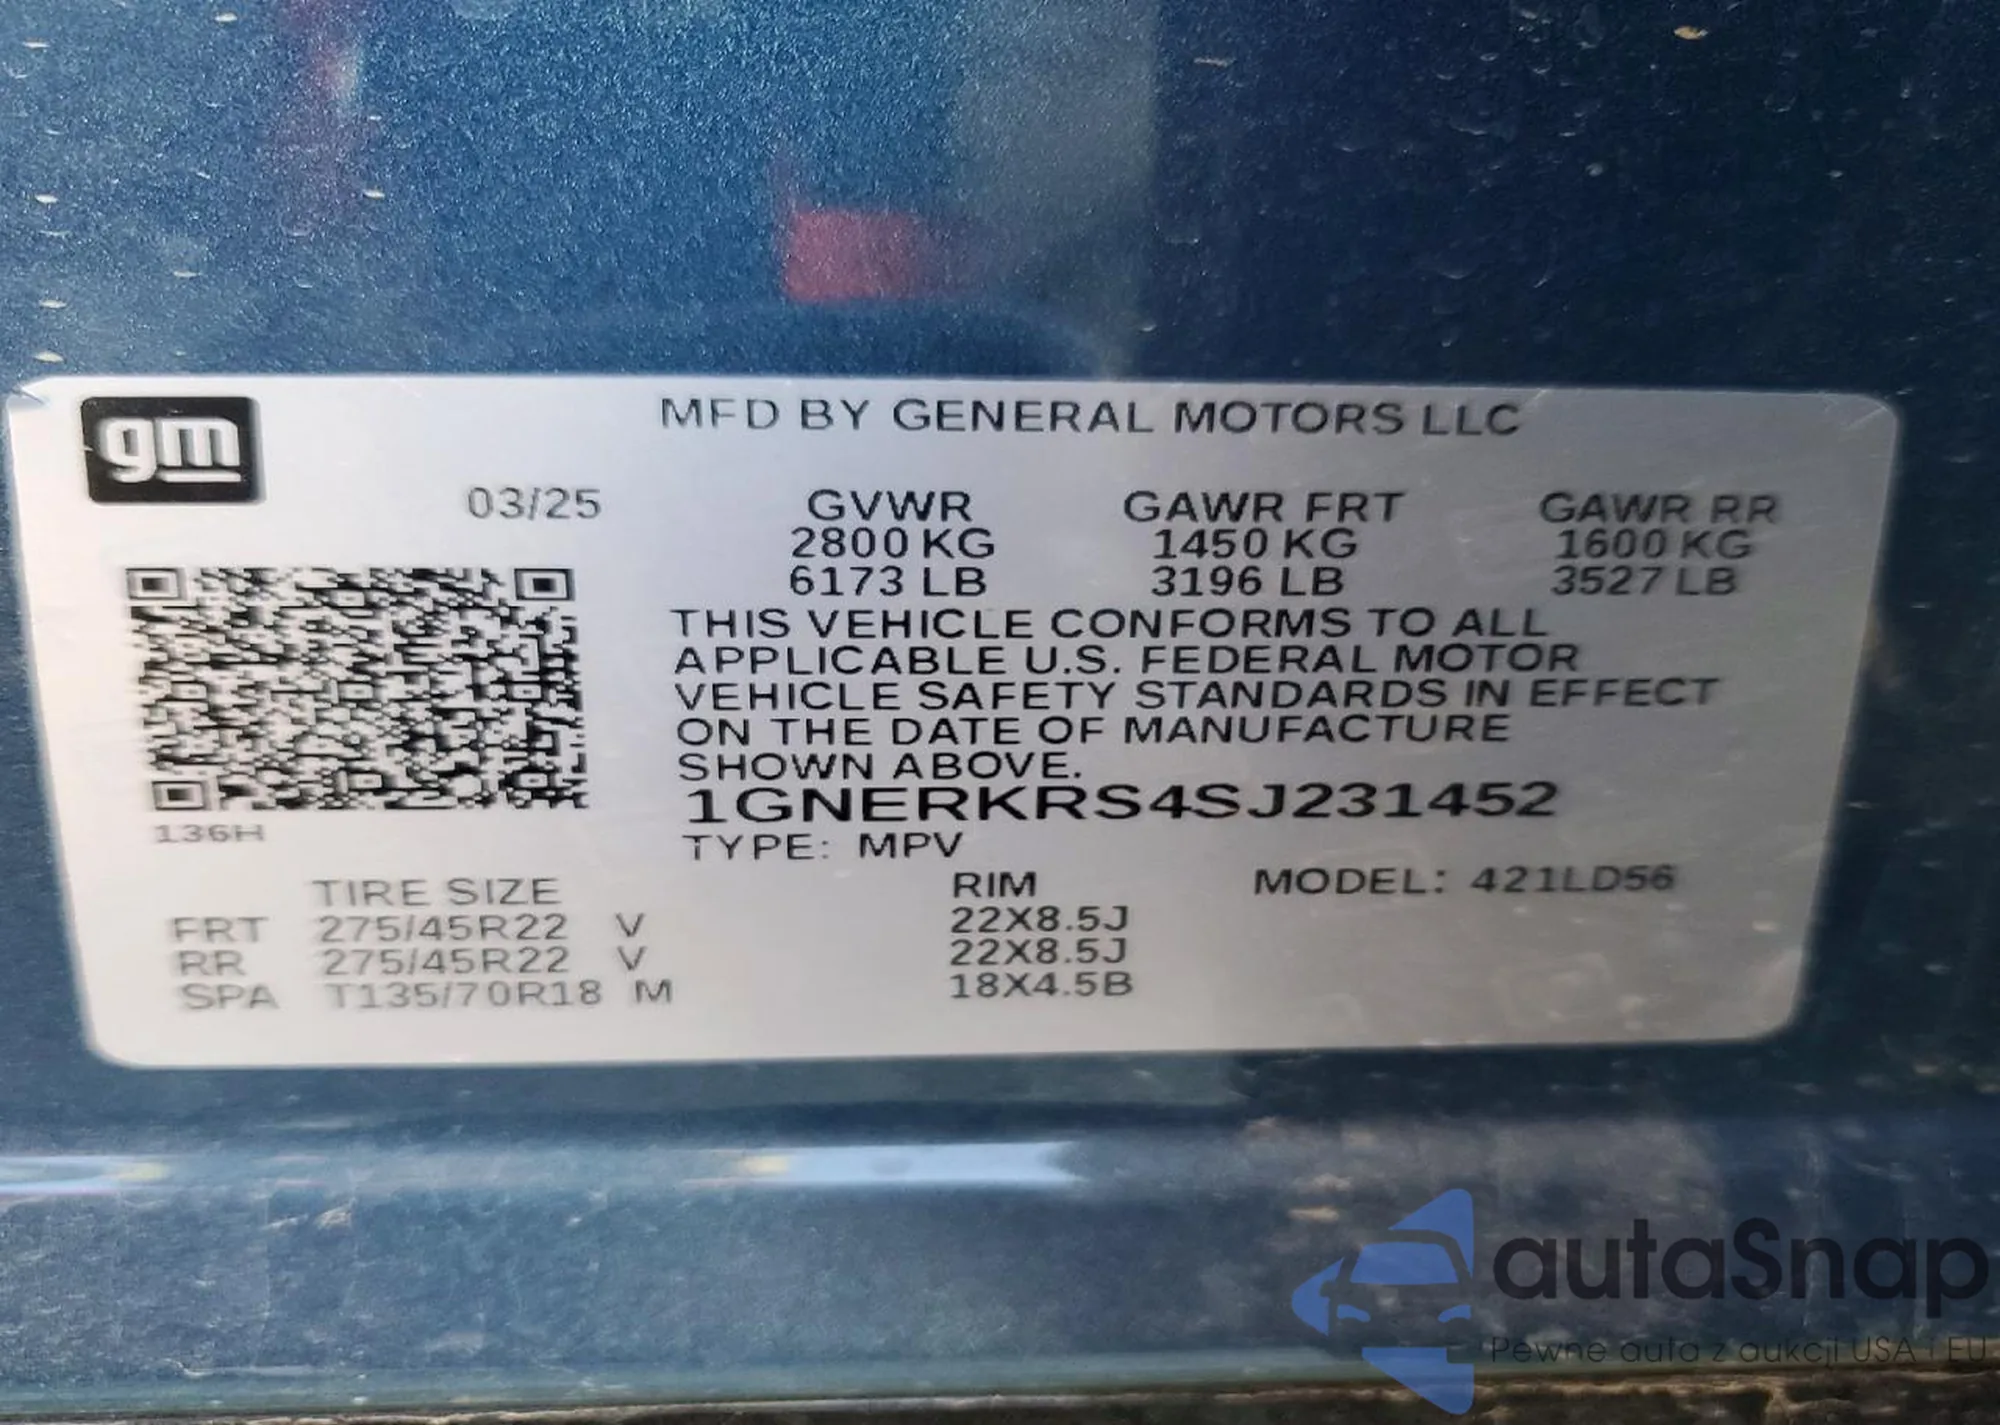 gm
MFD BY GENERAL MOTORS LLC
03/25
GVWR GAWR FRT GAWR RR
2800 KG 1450 KG 1600 KG
6173 LB 3196 LB 3527 LB
THIS VEHICLE CONFORMS TO ALL
APPLICABLE U.S. FEDERAL MOTOR
VEHICLE SAFETY STANDARDS IN EFFECT
ON THE DATE OF MANUFACTURE
SHOWN ABOVE.
1GNERKRS4SJ231452
136H
TYPE: MPV
TIRE SIZE RIM MODEL: 421LD56
FRT 275/45R22 V 22X8.5J
RR 275/45R22 V 22X8.5J
SPA T135/70R18 M 18X4.5B
autaSnap
Pewne auta z aukcji USA i EU